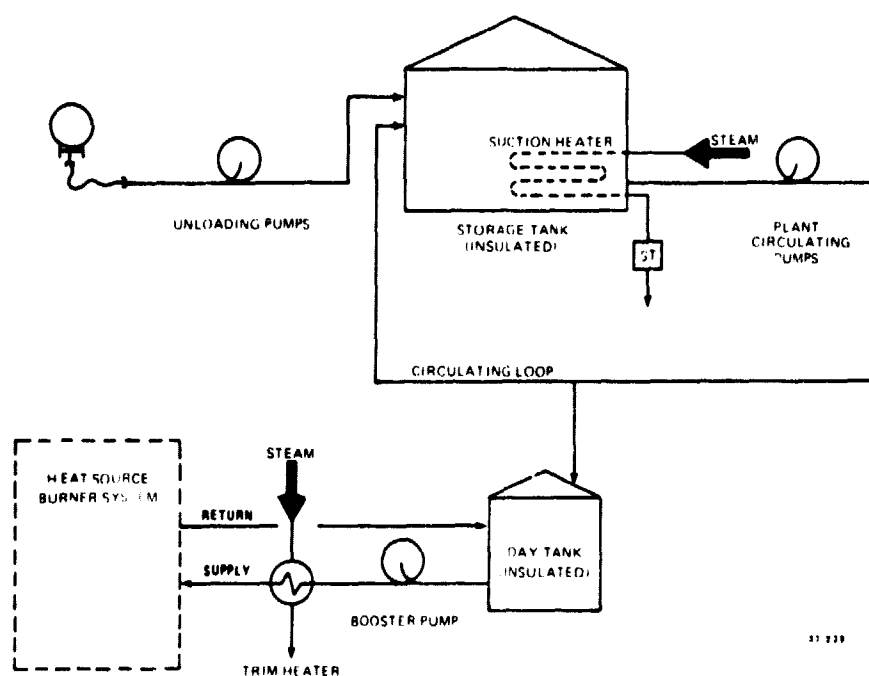 SUCTION HEATER
STEAM
UNLOADING PUMPS
STORAGE TANK
(INSULATED)
PLANT
CIRCULATING
PUMPS
ST
CIRCULATING LOOP
STEAM
HEAT SOURCE
BURNER SYSTEM
RETURN
SUPPLY
DAY TANK
(INSULATED)
BOOSTER PUMP
TRIM HEATER